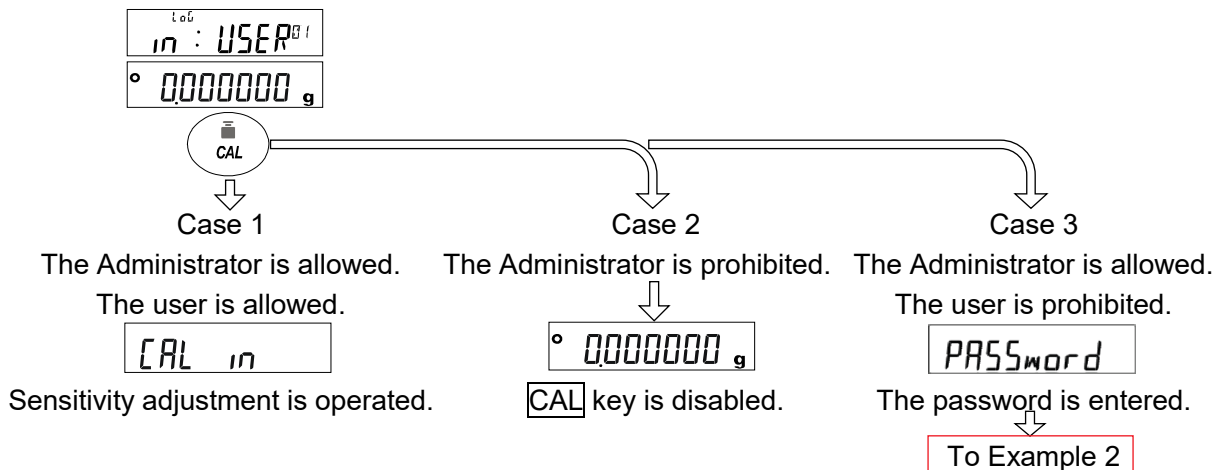 LoG
in : USER01
0.000000 g
CAL
Case 1
The Administrator is allowed.
The user is allowed.
CAL in
Sensitivity adjustment is operated.
Case 2
The Administrator is prohibited.
0.000000 g
CAL key is disabled.
Case 3
The Administrator is allowed.
The user is prohibited.
PASSword
The password is entered.
To Example 2